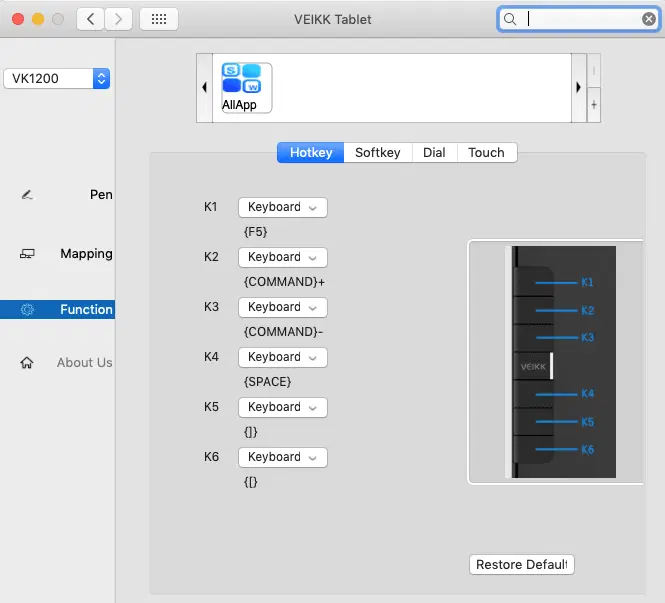 VEIKK Tablet
VK1200
AllApp
+
Hotkey Softkey Dial Touch
Pen
Mapping
Function
About Us
K1 Keyboard
{F5}
K2 Keyboard
{COMMAND}+
K3 Keyboard
{COMMAND}-
K4 Keyboard
{SPACE}
K5 Keyboard
{]}
K6 Keyboard
{[}
K1
K2
K3
VEIKK
K4
K5
K6
Restore Default